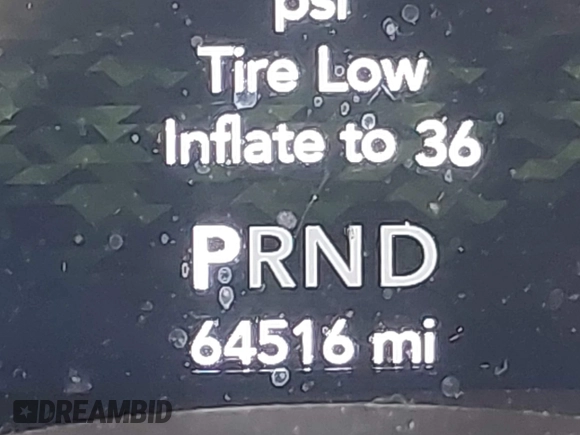 psi
Tire Low
Inflate to 36
PRND
64516 mi
DREAMBID